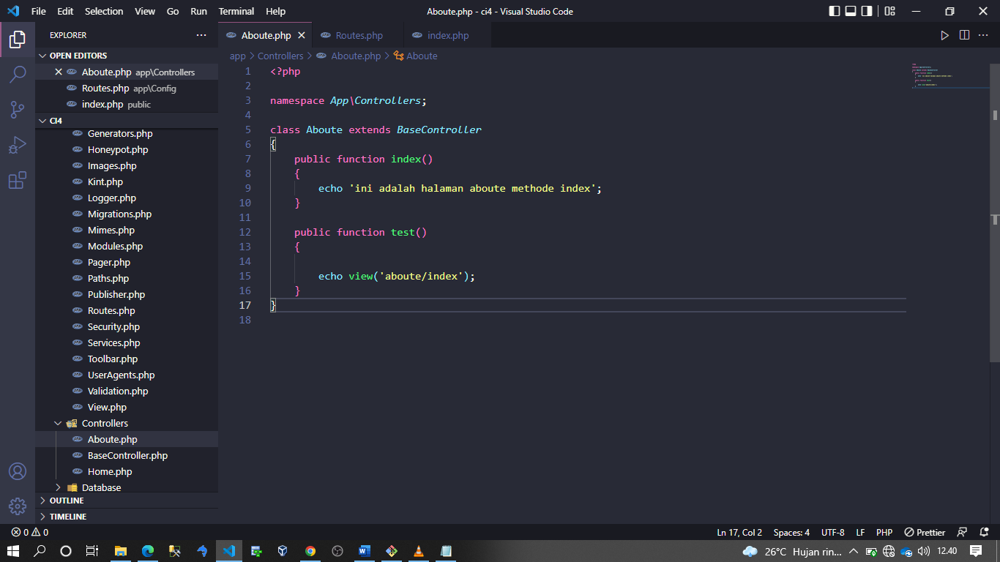 File Edit Selection View Go Run Terminal Help Aboute.php - ci4 - Visual Studio Code
EXPLORER
OPEN EDITORS
Aboute.php app\Controllers
Routes.php app\Config
index.php public
CI4
Generators.php
Honeypot.php
Images.php
Kint.php
Logger.php
Migrations.php
Mimes.php
Modules.php
Pager.php
Paths.php
Publisher.php
Routes.php
Security.php
Services.php
Toolbar.php
UserAgents.php
Validation.php
View.php
Controllers
Aboute.php
BaseController.php
Home.php
Database
OUTLINE
TIMELINE
Aboute.php Routes.php index.php
app > Controllers > Aboute.php > Aboute
1 <?php
2
3 namespace App\Controllers;
4
5 class Aboute extends BaseController
6 {
7 public function index()
8 {
9 echo 'ini adalah halaman aboute methode index';
10 }
11
12 public function test()
13 {
14
15 echo view('aboute/index');
16 }
17 }
18
0 0 Ln 17, Col 2 Spaces: 4 UTF-8 LF PHP Prettier
26°C Hujan rin... 12.40